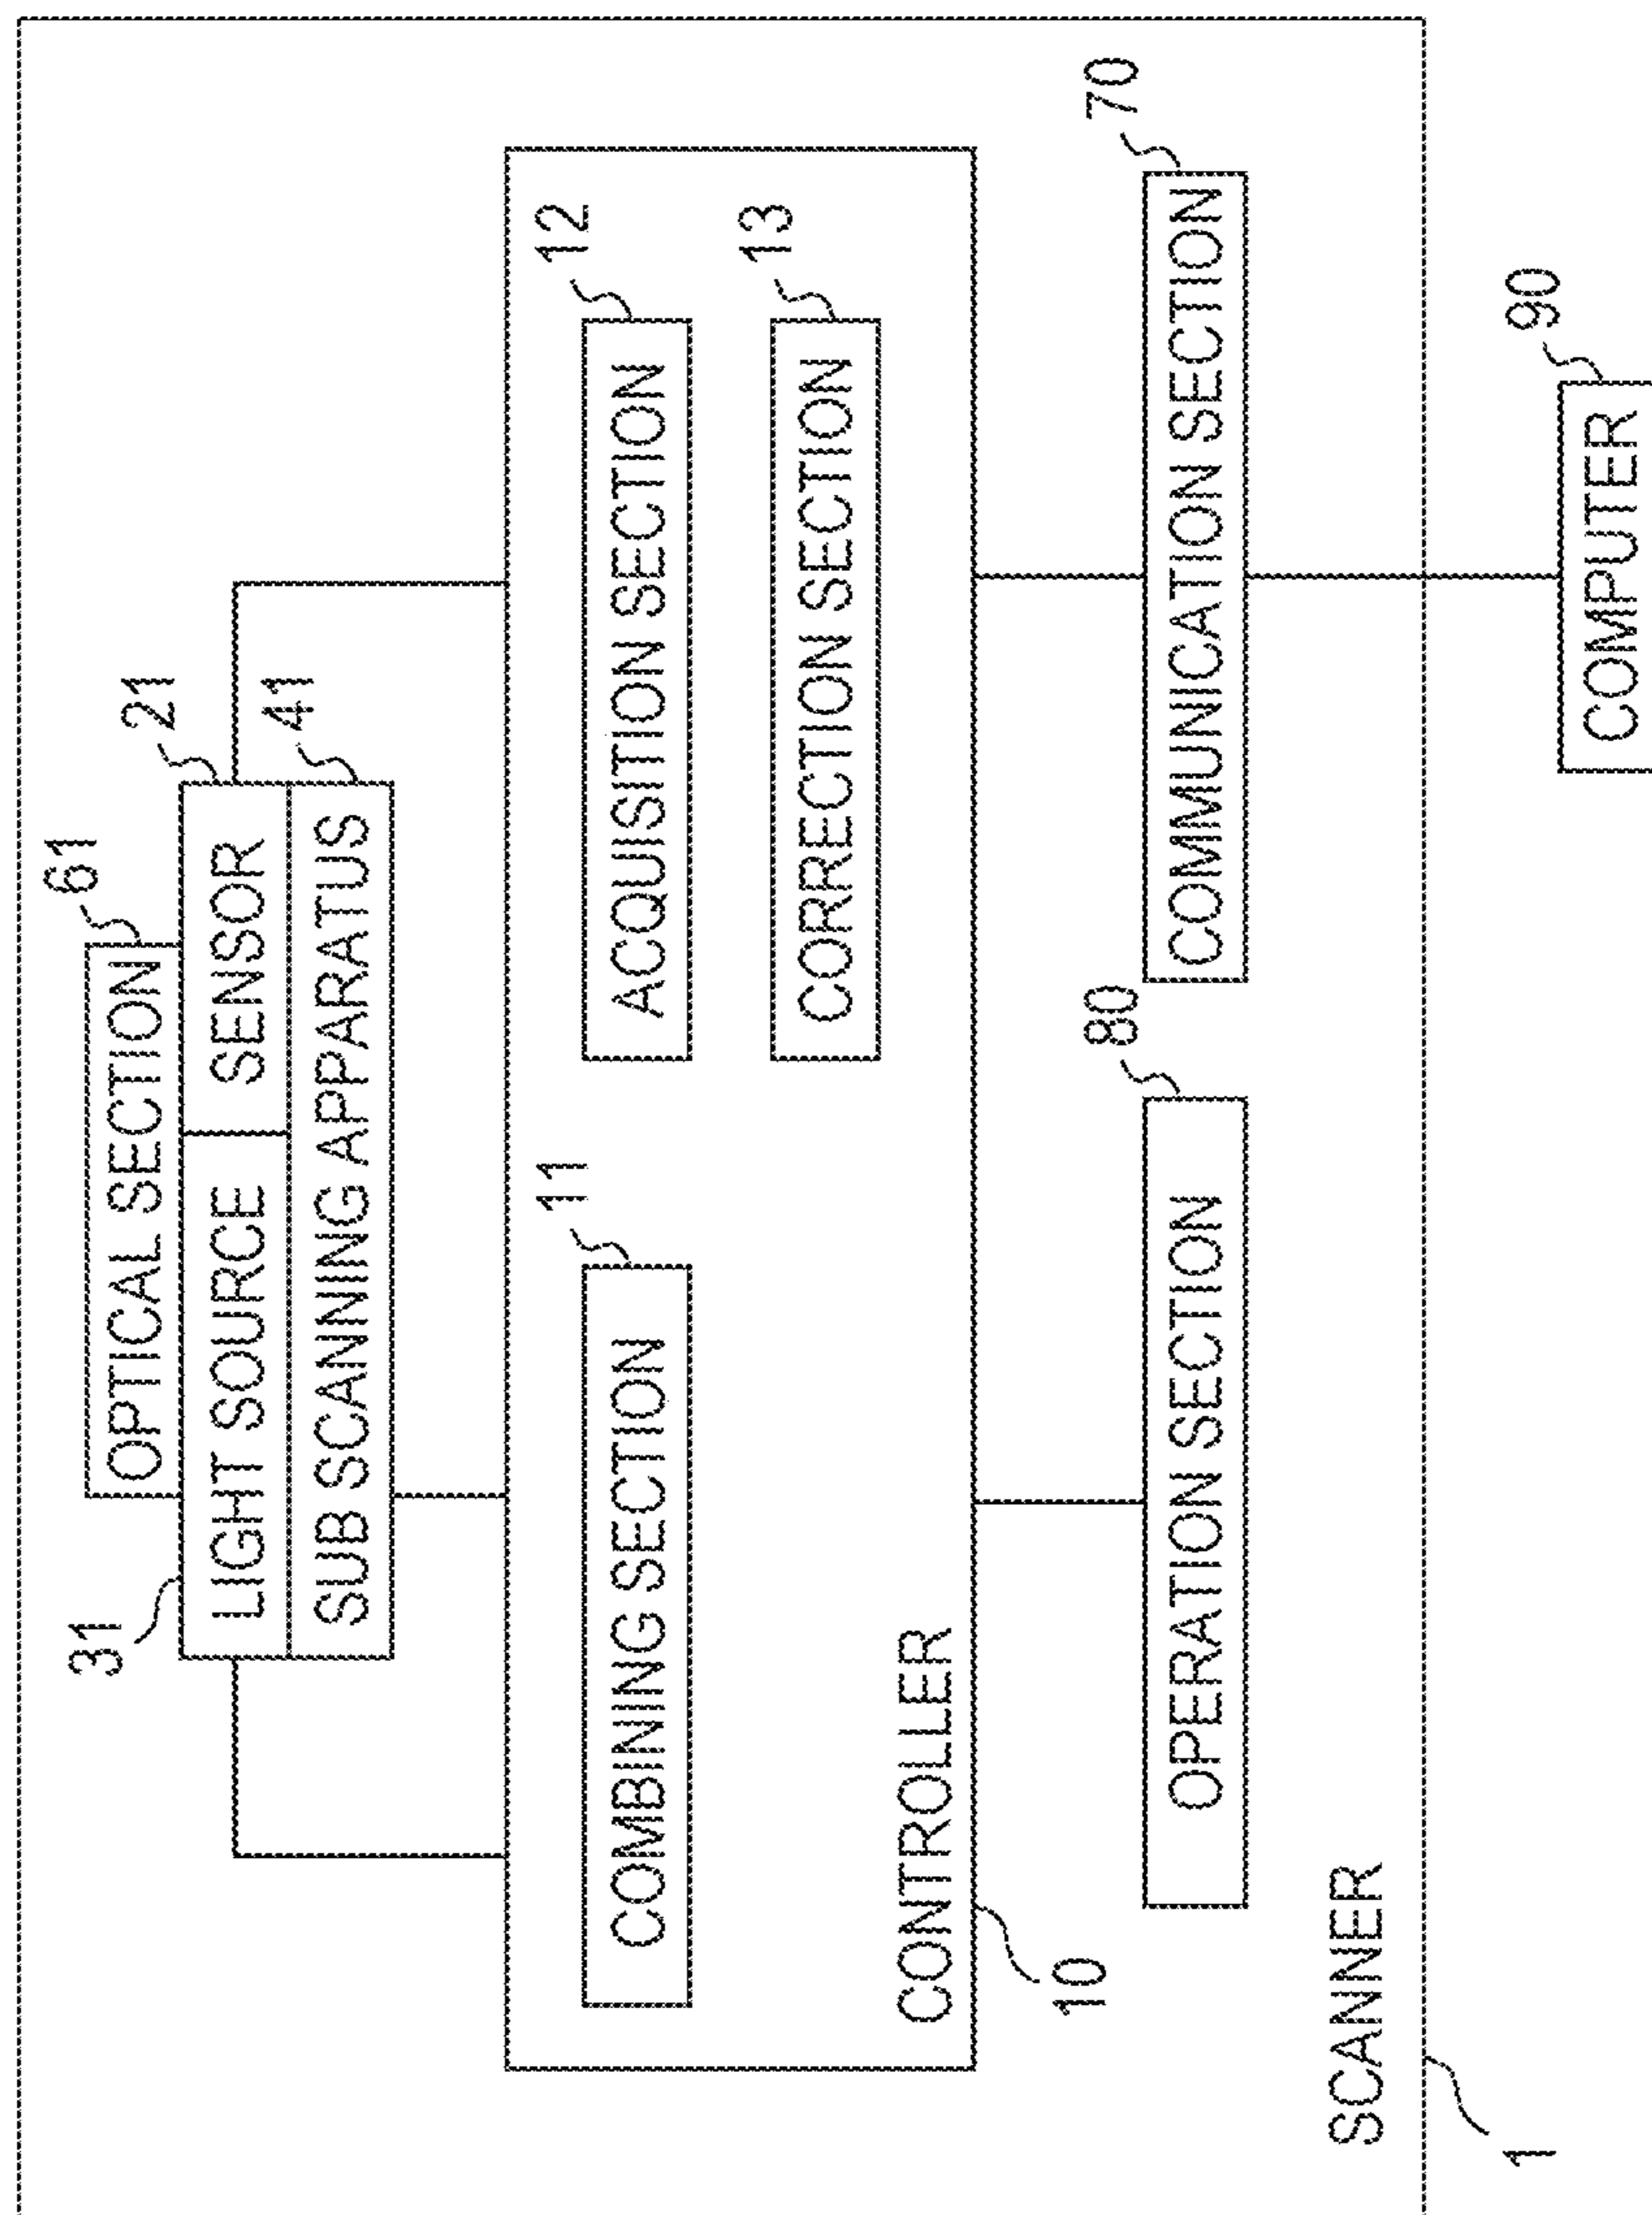 61
OPTICAL SECTION
31
21
LIGHT SOURCE
SENSOR
41
SUB SCANNING APPARATUS
11
12
COMBINING SECTION
ACQUISITION SECTION
13
CORRECTION SECTION
CONTROLLER
10
80
70
OPERATION SECTION
COMMUNICATION SECTION
SCANNER
1
90
COMPUTER